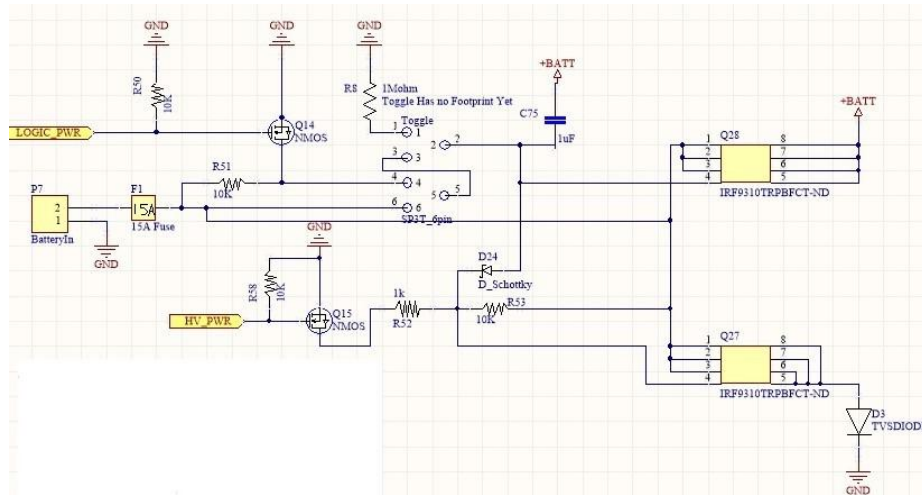 GND
GND
GND
R50
10K
R8
1Mohm
Toggle Has no Footprint Yet
Toggle
+BATT
C75
1uF
+BATT
LOGIC_PWR
Q14
NMOS
1
1
2
2
3
3
4
4
5
5
6
6
SP3T_6pin
R51
10K
P7
2
1
BatteryIn
F1
15A
15A Fuse
GND
Q28
1
2
3
4
8
7
6
5
IRF9310TRPBFCT-ND
GND
R58
10K
HV_PWR
Q15
NMOS
1k
R52
D24
D_Schottky
R53
10K
Q27
1
2
3
4
8
7
6
5
IRF9310TRPBFCT-ND
D3
TVSDIOD
GND